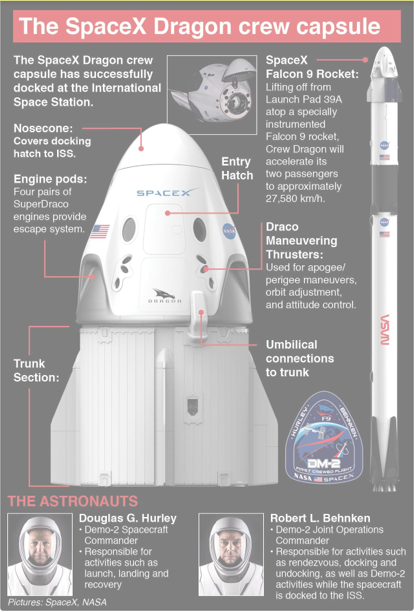 The SpaceX Dragon crew capsule
The SpaceX Dragon crew
capsule has successfully
docked at the International
Space Station.
Nosecone:
Covers docking
hatch to ISS.
Engine pods:
Four pairs of
SuperDraco
engines provide
escape system.
Entry
Hatch
SpaceX
Falcon 9 Rocket:
Lifting off from
Launch Pad 39A
atop a specially
instrumented
Falcon 9 rocket,
Crew Dragon will
accelerate its
two passengers
to approximately
27,580 km/h.
Draco
Maneuvering
Thrusters:
Used for apogee/
perigee maneuvers,
orbit adjustment,
and attitude control.
Umbilical
connections
to trunk
Trunk
Section:
SPACEX
NASA
DRAGON
NASA
HURLEY
BEHNKEN
F9
DM-2
FIRST CREWED FLIGHT
NASA SPACEX
THE ASTRONAUTS
Douglas G. Hurley
• Demo-2 Spacecraft
Commander
• Responsible for
activities such as
launch, landing and
recovery
Robert L. Behnken
• Demo-2 Joint Operations
Commander
• Responsible for activities such
as rendezvous, docking and
undocking, as well as Demo-2
activities while the spacecraft
is docked to the ISS.
Pictures: SpaceX, NASA